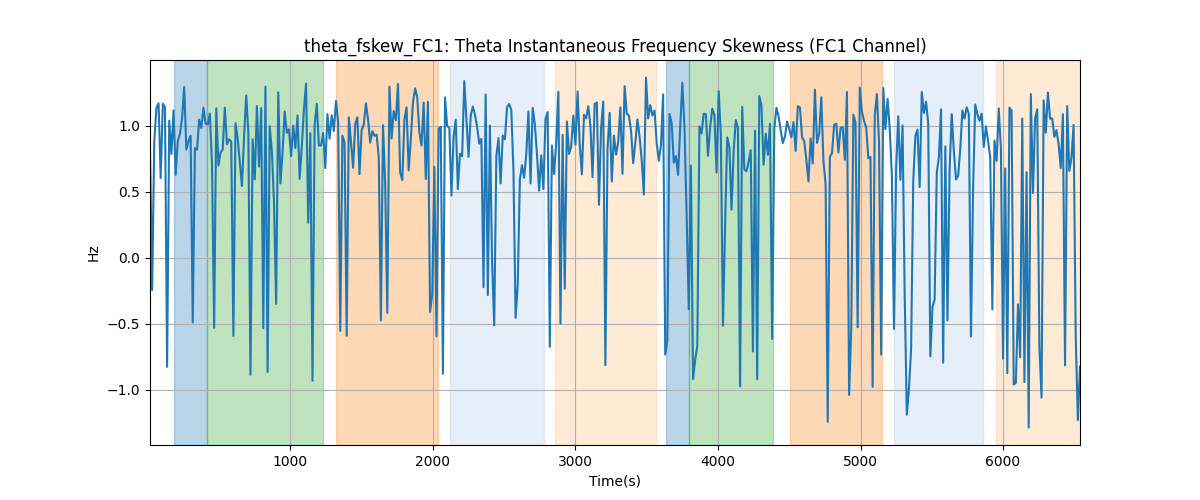 theta_fskew_FC1: Theta Instantaneous Frequency Skewness (FC1 Channel)
1.0
0.5
0.0
−0.5
−1.0
Hz
1000 2000 3000 4000 5000 6000
Time(s)